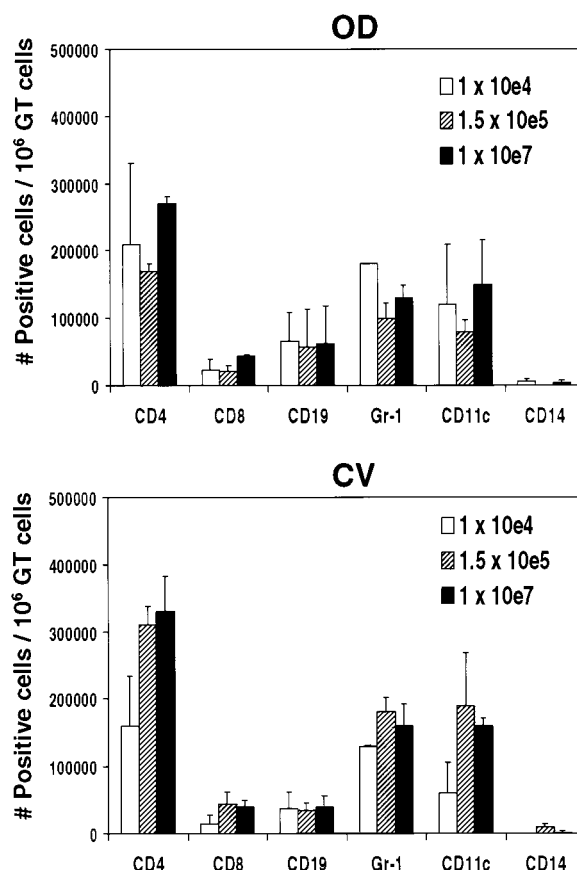 OD
# Positive cells / 10⁶ GT cells
500000
400000
300000
200000
100000
0
1 x 10e4
1.5 x 10e5
1 x 10e7
CD4 CD8 CD19 Gr-1 CD11c CD14
CV
# Positive cells / 10⁶ GT cells
500000
400000
300000
200000
100000
0
1 x 10e4
1.5 x 10e5
1 x 10e7
CD4 CD8 CD19 Gr-1 CD11c CD14